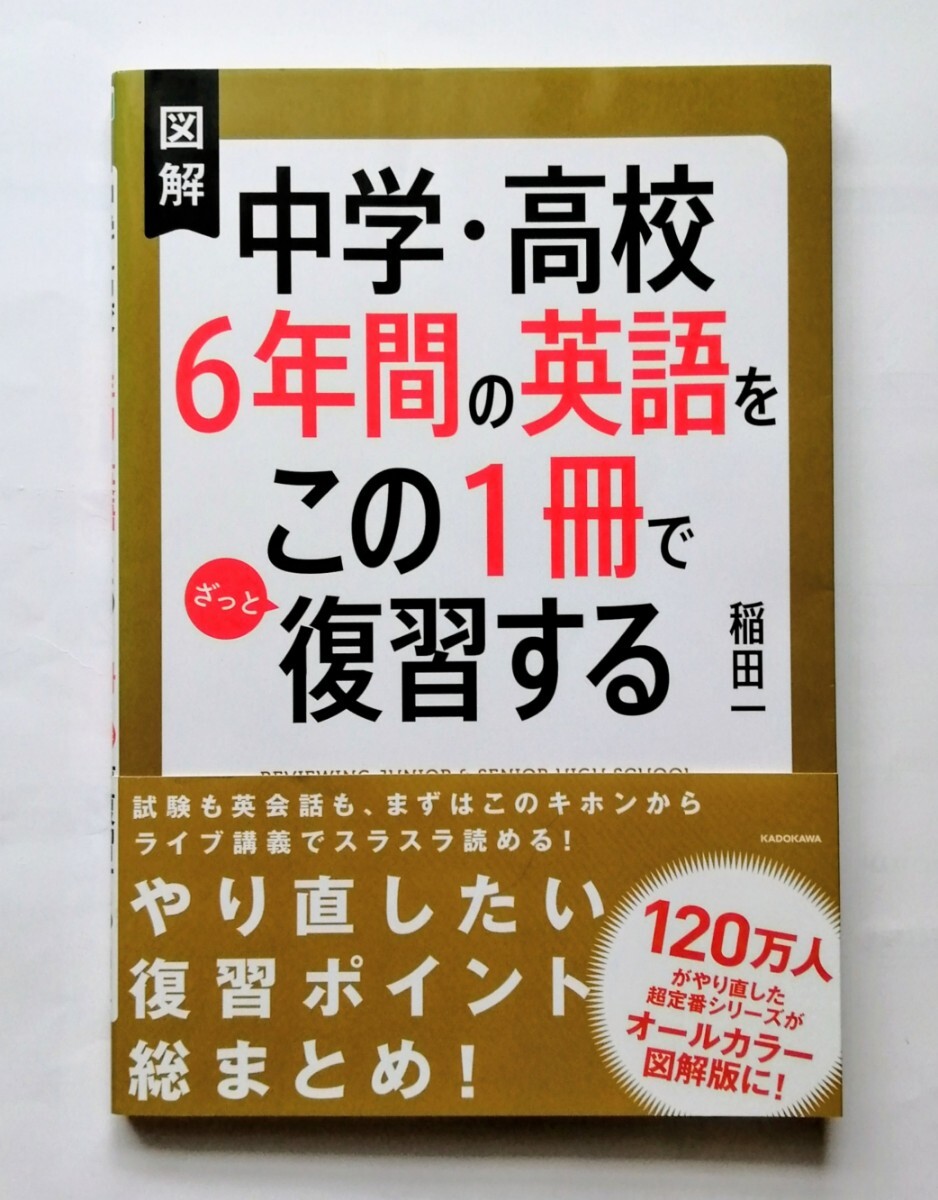 図解
中学・高校
6年間の英語を
この1冊で
ざっと
復習する
稲田一
REVIEWING JUNIOR & SENIOR HIGH SCHOOL
試験も英会話も、まずはこのキホンから
ライブ講義でスラスラ読める!
やり直したい
復習ポイント
総まとめ!
KADOKAWA
120万人
がやり直した
超定番シリーズが
オールカラー
図解版に!